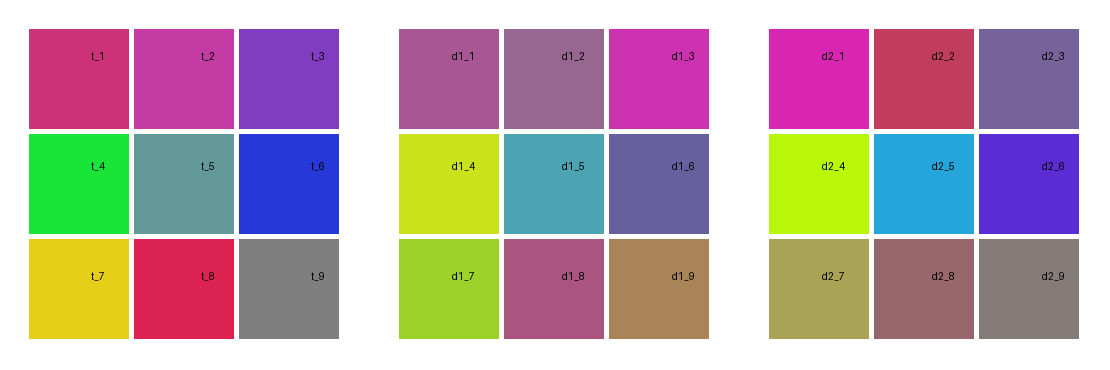 t_1 t_2 t_3 d1_1 d1_2 d1_3 d2_1 d2_2 d2_3
t_4 t_5 t_6 d1_4 d1_5 d1_6 d2_4 d2_5 d2_6
t_7 t_8 t_9 d1_7 d1_8 d1_9 d2_7 d2_8 d2_9